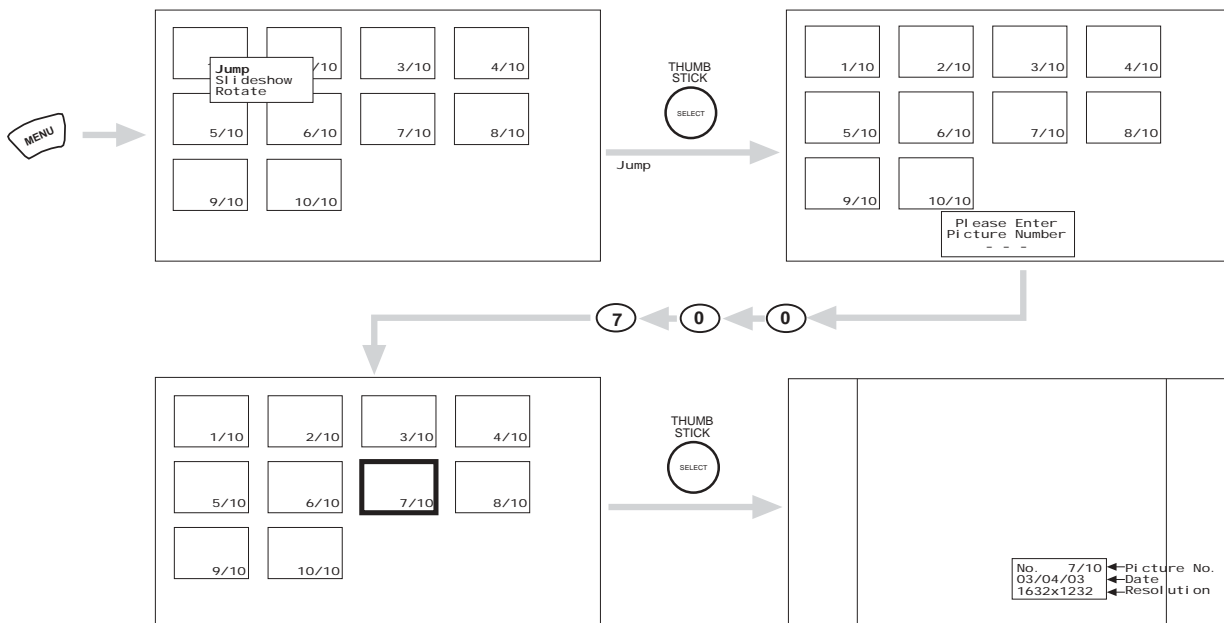 MENU
/10
3/10
4/10
Jump
Slideshow
Rotate
5/10
6/10
7/10
8/10
9/10
10/10
THUMB
STICK
SELECT
Jump
1/10
2/10
3/10
4/10
5/10
6/10
7/10
8/10
9/10
10/10
Please Enter
Picture Number
- - -
7
0
0
1/10
2/10
3/10
4/10
5/10
6/10
7/10
8/10
9/10
10/10
THUMB
STICK
SELECT
No. 7/10 Picture No.
03/04/03 Date
1632x1232 Resolution